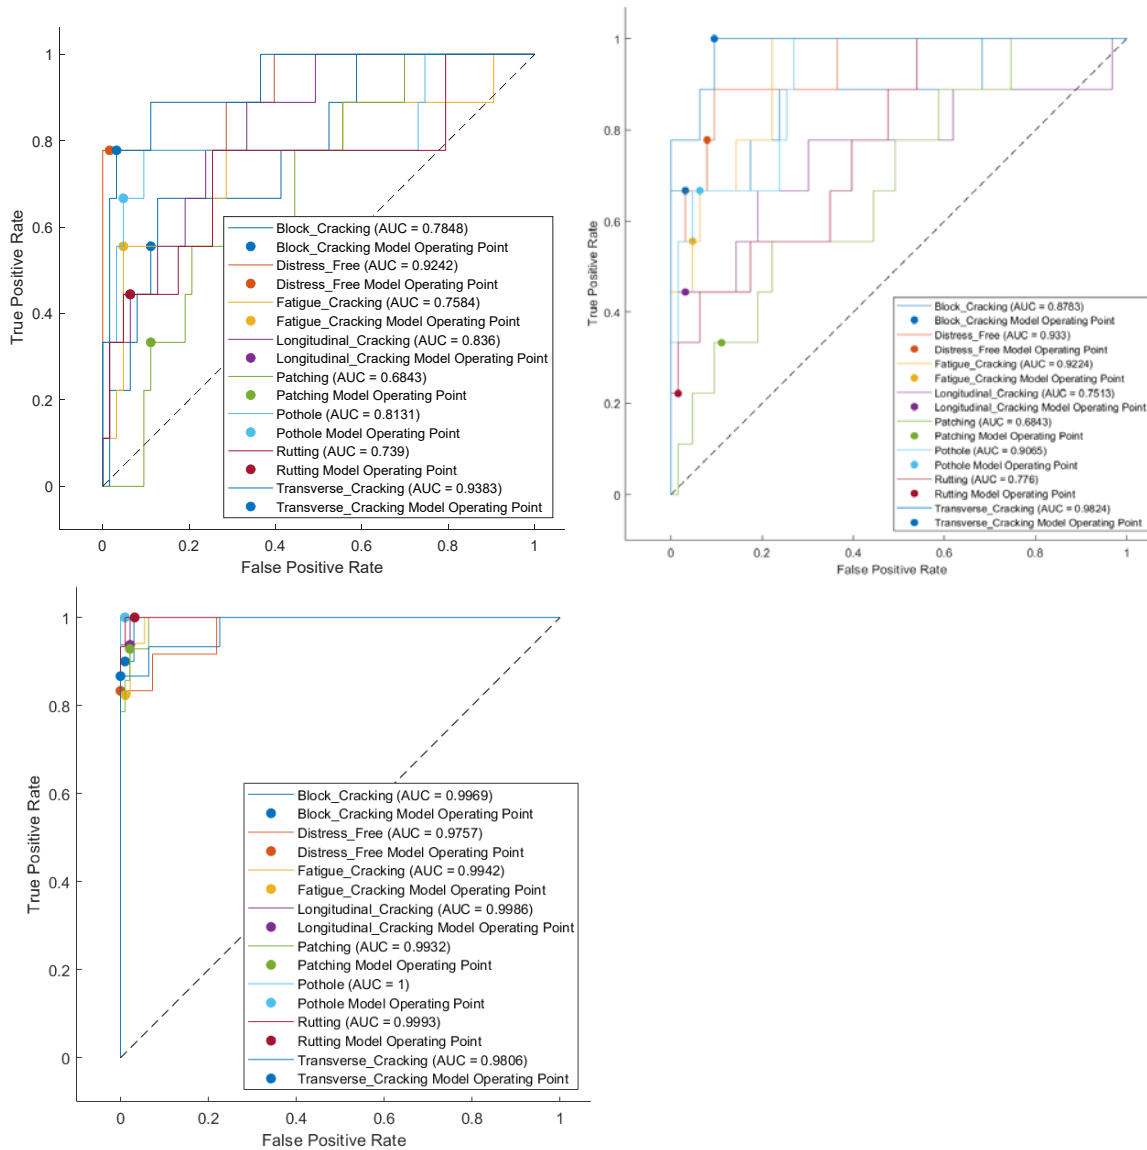 1
0.8
0.6
0.4
0.2
0
True Positive Rate
Block_Cracking (AUC = 0.7848)
Block_Cracking Model Operating Point
Distress_Free (AUC = 0.9242)
Distress_Free Model Operating Point
Fatigue_Cracking (AUC = 0.7584)
Fatigue_Cracking Model Operating Point
Longitudinal_Cracking (AUC = 0.836)
Longitudinal_Cracking Model Operating Point
Patching (AUC = 0.6843)
Patching Model Operating Point
Pothole (AUC = 0.8131)
Pothole Model Operating Point
Rutting (AUC = 0.739)
Rutting Model Operating Point
Transverse_Cracking (AUC = 0.9383)
Transverse_Cracking Model Operating Point
0 0.2 0.4 0.6 0.8 1
False Positive Rate
1
0.8
0.6
0.4
0.2
0
True Positive Rate
Block_Cracking (AUC = 0.8783)
Block_Cracking Model Operating Point
Distress_Free (AUC = 0.933)
Distress_Free Model Operating Point
Fatigue_Cracking (AUC = 0.9224)
Fatigue_Cracking Model Operating Point
Longitudinal_Cracking (AUC = 0.7513)
Longitudinal_Cracking Model Operating Point
Patching (AUC = 0.6843)
Patching Model Operating Point
Pothole (AUC = 0.9065)
Pothole Model Operating Point
Rutting (AUC = 0.776)
Rutting Model Operating Point
Transverse_Cracking (AUC = 0.9824)
Transverse_Cracking Model Operating Point
0 0.2 0.4 0.6 0.8 1
False Positive Rate
1
0.8
0.6
0.4
0.2
0
True Positive Rate
Block_Cracking (AUC = 0.9969)
Block_Cracking Model Operating Point
Distress_Free (AUC = 0.9757)
Distress_Free Model Operating Point
Fatigue_Cracking (AUC = 0.9942)
Fatigue_Cracking Model Operating Point
Longitudinal_Cracking (AUC = 0.9986)
Longitudinal_Cracking Model Operating Point
Patching (AUC = 0.9932)
Patching Model Operating Point
Pothole (AUC = 1)
Pothole Model Operating Point
Rutting (AUC = 0.9993)
Rutting Model Operating Point
Transverse_Cracking (AUC = 0.9806)
Transverse_Cracking Model Operating Point
0 0.2 0.4 0.6 0.8 1
False Positive Rate